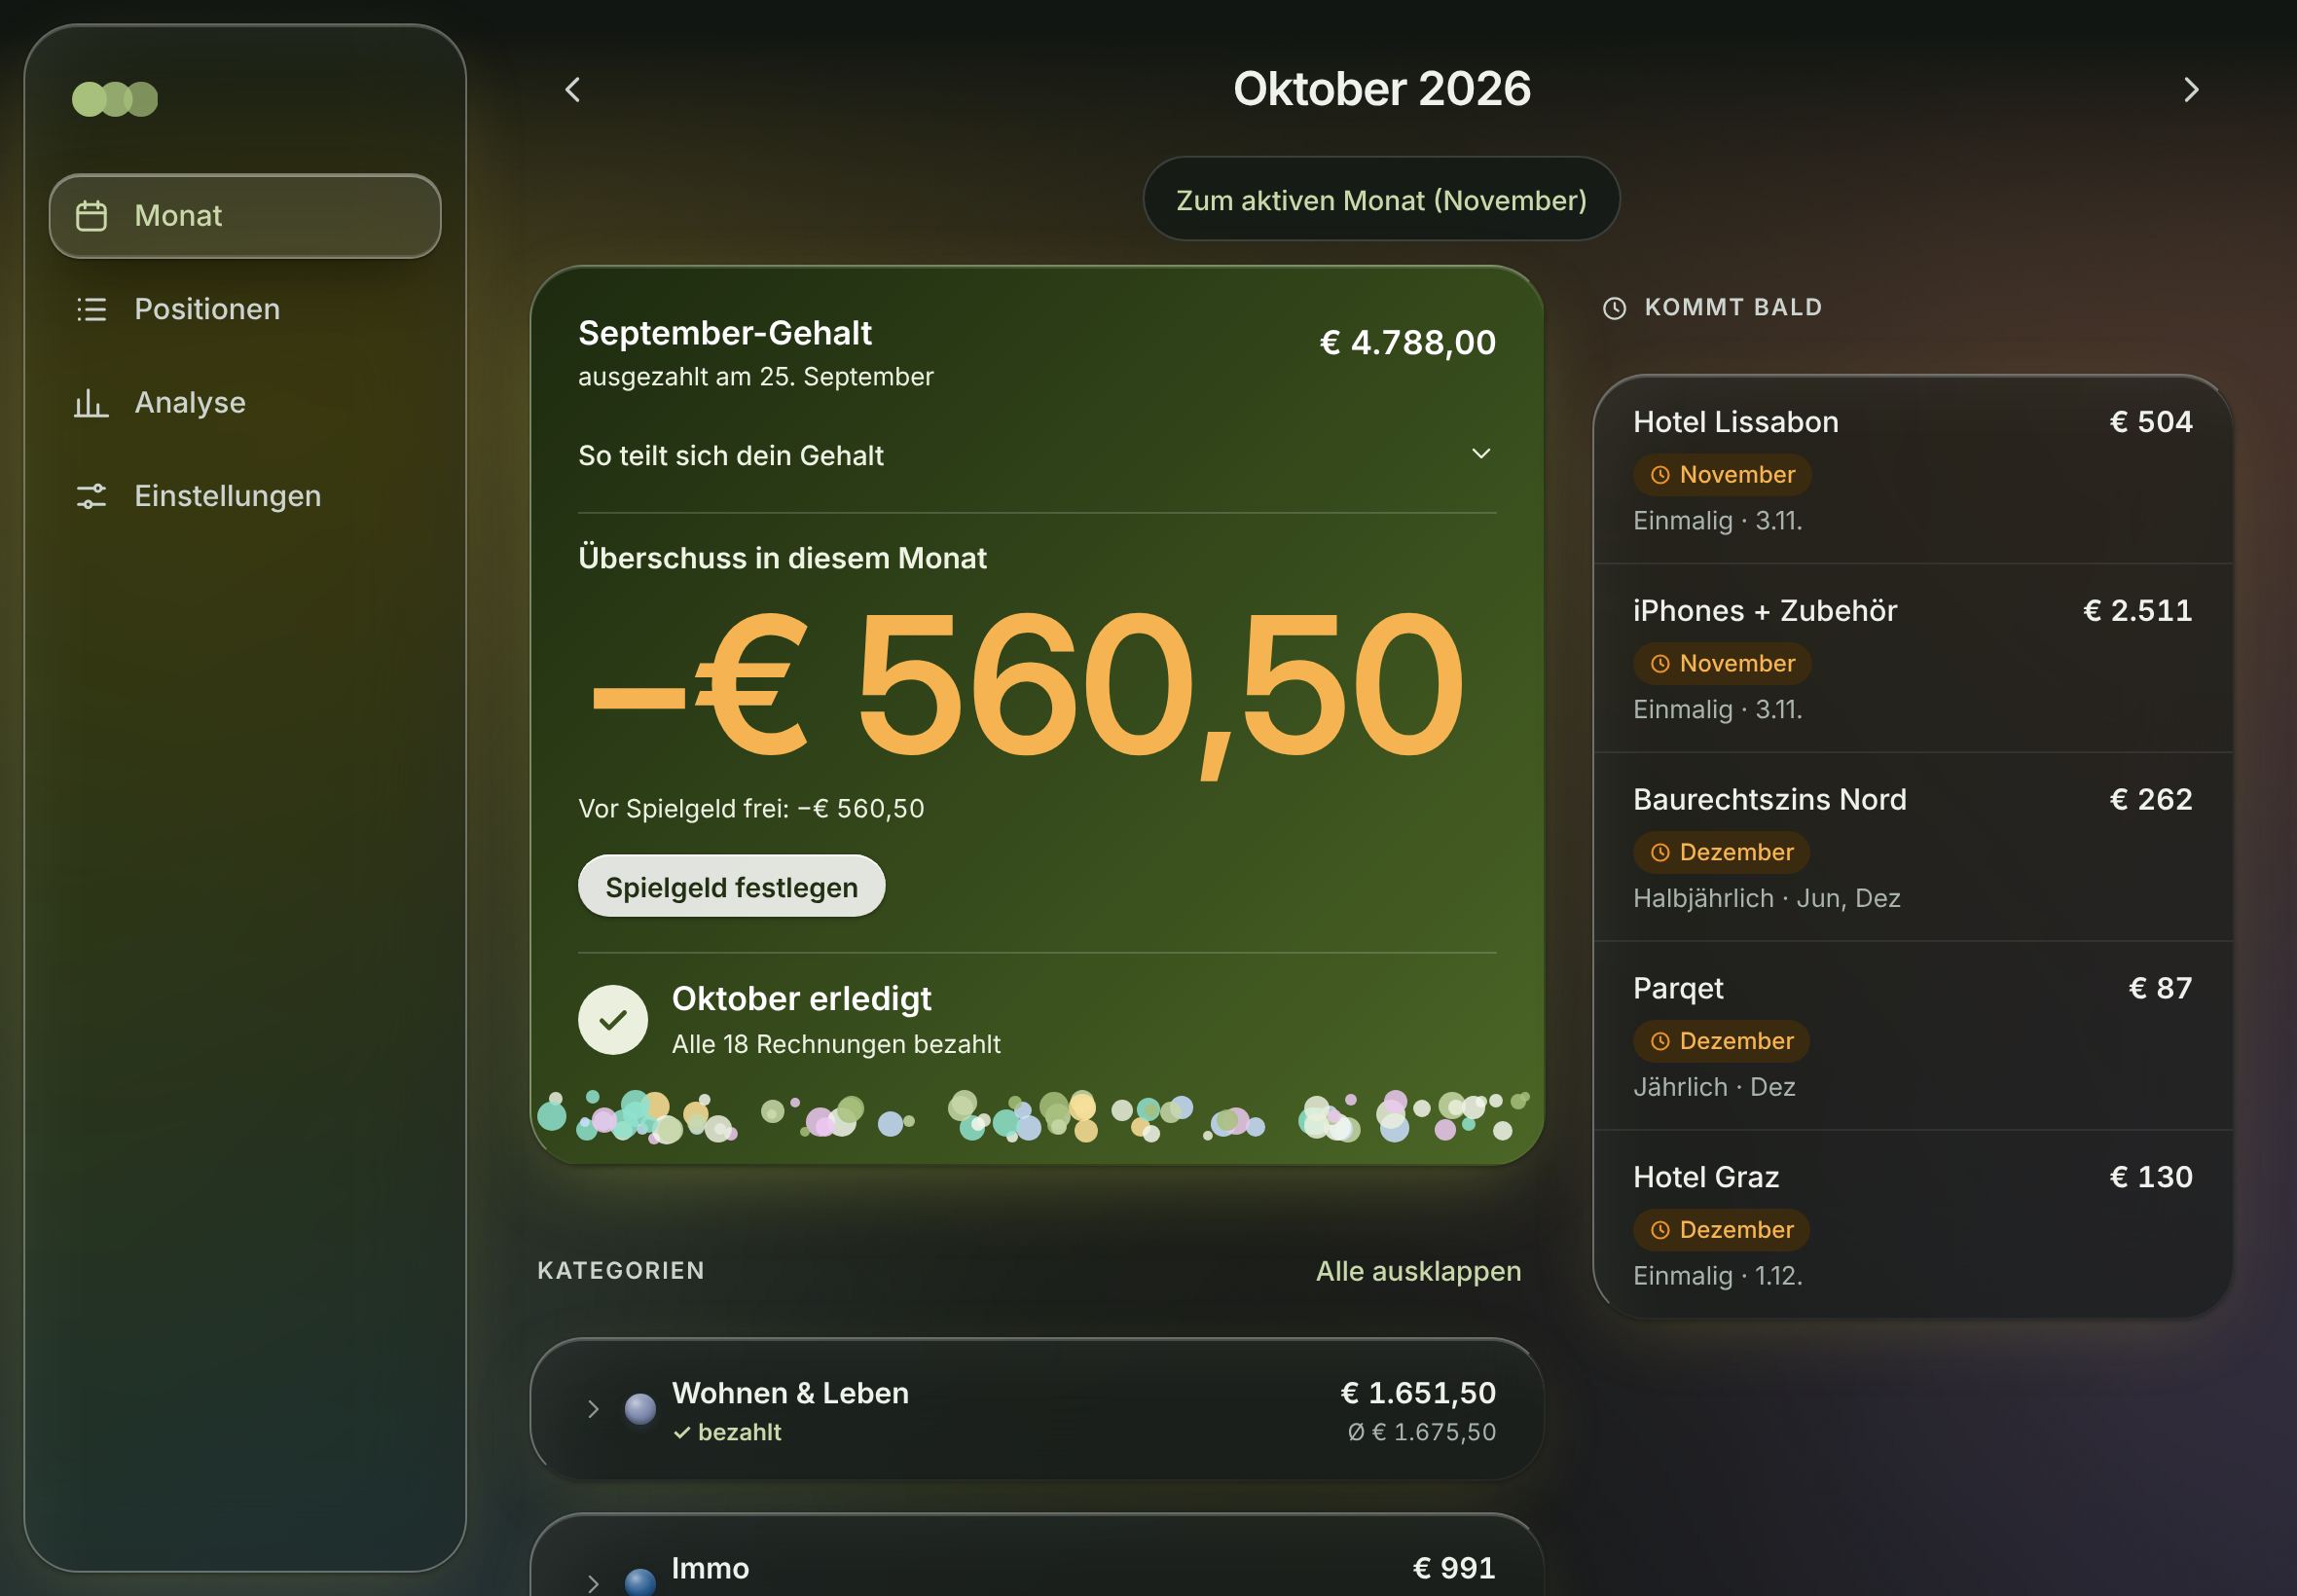 Monat
Positionen
Analyse
Einstellungen
Oktober 2026
Zum aktiven Monat (November)
September-Gehalt
€ 4.788,00
ausgezahlt am 25. September
So teilt sich dein Gehalt
Überschuss in diesem Monat
−€ 560,50
Vor Spielgeld frei: −€ 560,50
Spielgeld festlegen
Oktober erledigt
Alle 18 Rechnungen bezahlt
KATEGORIEN
Alle ausklappen
Wohnen & Leben
€ 1.651,50
✓ bezahlt
Ø € 1.675,50
Immo
€ 991
KOMMT BALD
Hotel Lissabon
€ 504
November
Einmalig · 3.11.
iPhones + Zubehör
€ 2.511
November
Einmalig · 3.11.
Baurechtszins Nord
€ 262
Dezember
Halbjährlich · Jun, Dez
Parqet
€ 87
Dezember
Jährlich · Dez
Hotel Graz
€ 130
Dezember
Einmalig · 1.12.